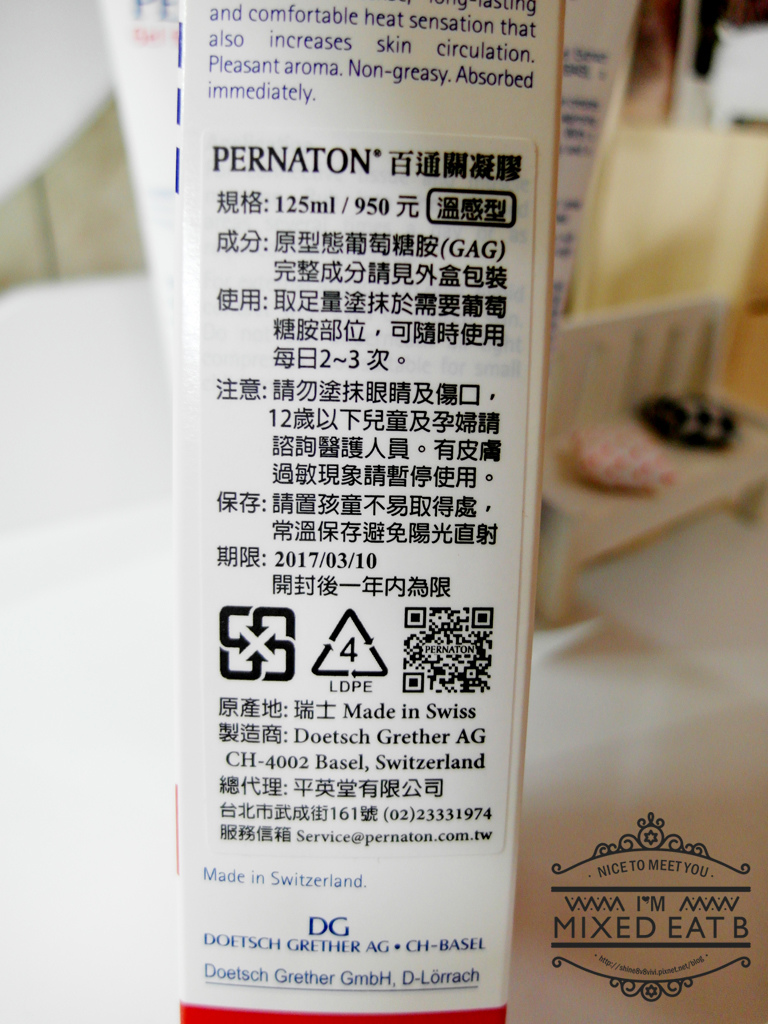 long-lasting
and comfortable heat sensation that
also increases skin circulation.
Pleasant aroma. Non-greasy. Absorbed
immediately.
PERNATON® 百通關凝膠
規格: 125ml / 950 元 溫感型
成分: 原型態葡萄糖胺(GAG)
完整成分請見外盒包裝
使用: 取足量塗抹於需要葡萄
糖胺部位，可隨時使用
每日2~3 次。
注意: 請勿塗抹眼睛及傷口，
12歲以下兒童及孕婦請
諮詢醫護人員。有皮膚
過敏現象請暫停使用。
保存: 請置孩童不易取得處，
常溫保存避免陽光直射
期限: 2017/03/10
開封後一年內為限
4
LDPE
PERNATON
原產地: 瑞士 Made in Swiss
製造商: Doetsch Grether AG
CH-4002 Basel, Switzerland
總代理: 平英堂有限公司
台北市武成街161號 (02)23331974
服務信箱 Service@pernaton.com.tw
Made in Switzerland.
DG
DOETSCH GRETHER AG • CH-BASEL
Doetsch Grether GmbH, D-Lörrach
· NICE TO MEET YOU ·
I'M
MIXED EAT B
· http://shine8v8vivi.pixnet.net/blog ·